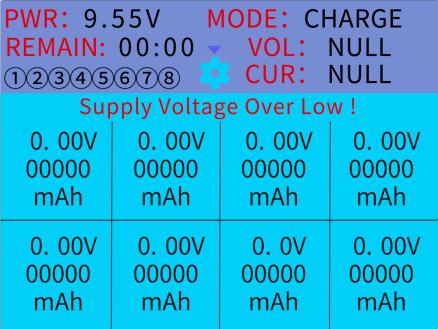 PWR: 9.55V MODE: CHARGE
REMAIN: 00:00 VOL: NULL
①②③④⑤⑥⑦⑧ CUR: NULL
Supply Voltage Over Low !
0. 00V 0. 00V 0. 0V 0. 00V
00000 00000 00000 00000
mAh mAh mAh mAh
0. 00V 0. 00V 0. 0V 0. 00V
00000 00000 00000 00000
mAh mAh mAh mAh